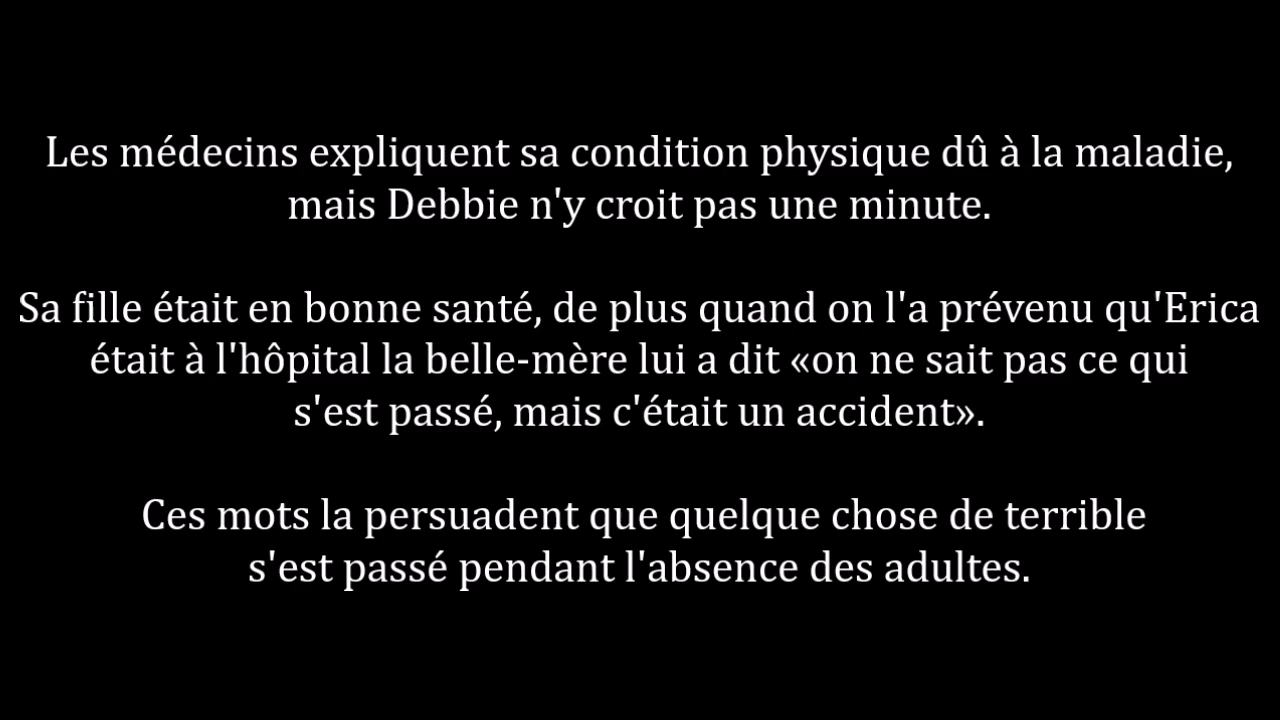 Les médecins expliquent sa condition physique dû à la maladie,
mais Debbie n'y croit pas une minute.
Sa fille était en bonne santé, de plus quand on l'a prévenu qu'Erica
était à l'hôpital la belle-mère lui a dit «on ne sait pas ce qui
s'est passé, mais c'était un accident».
Ces mots la persuadent que quelque chose de terrible
s'est passé pendant l'absence des adultes.